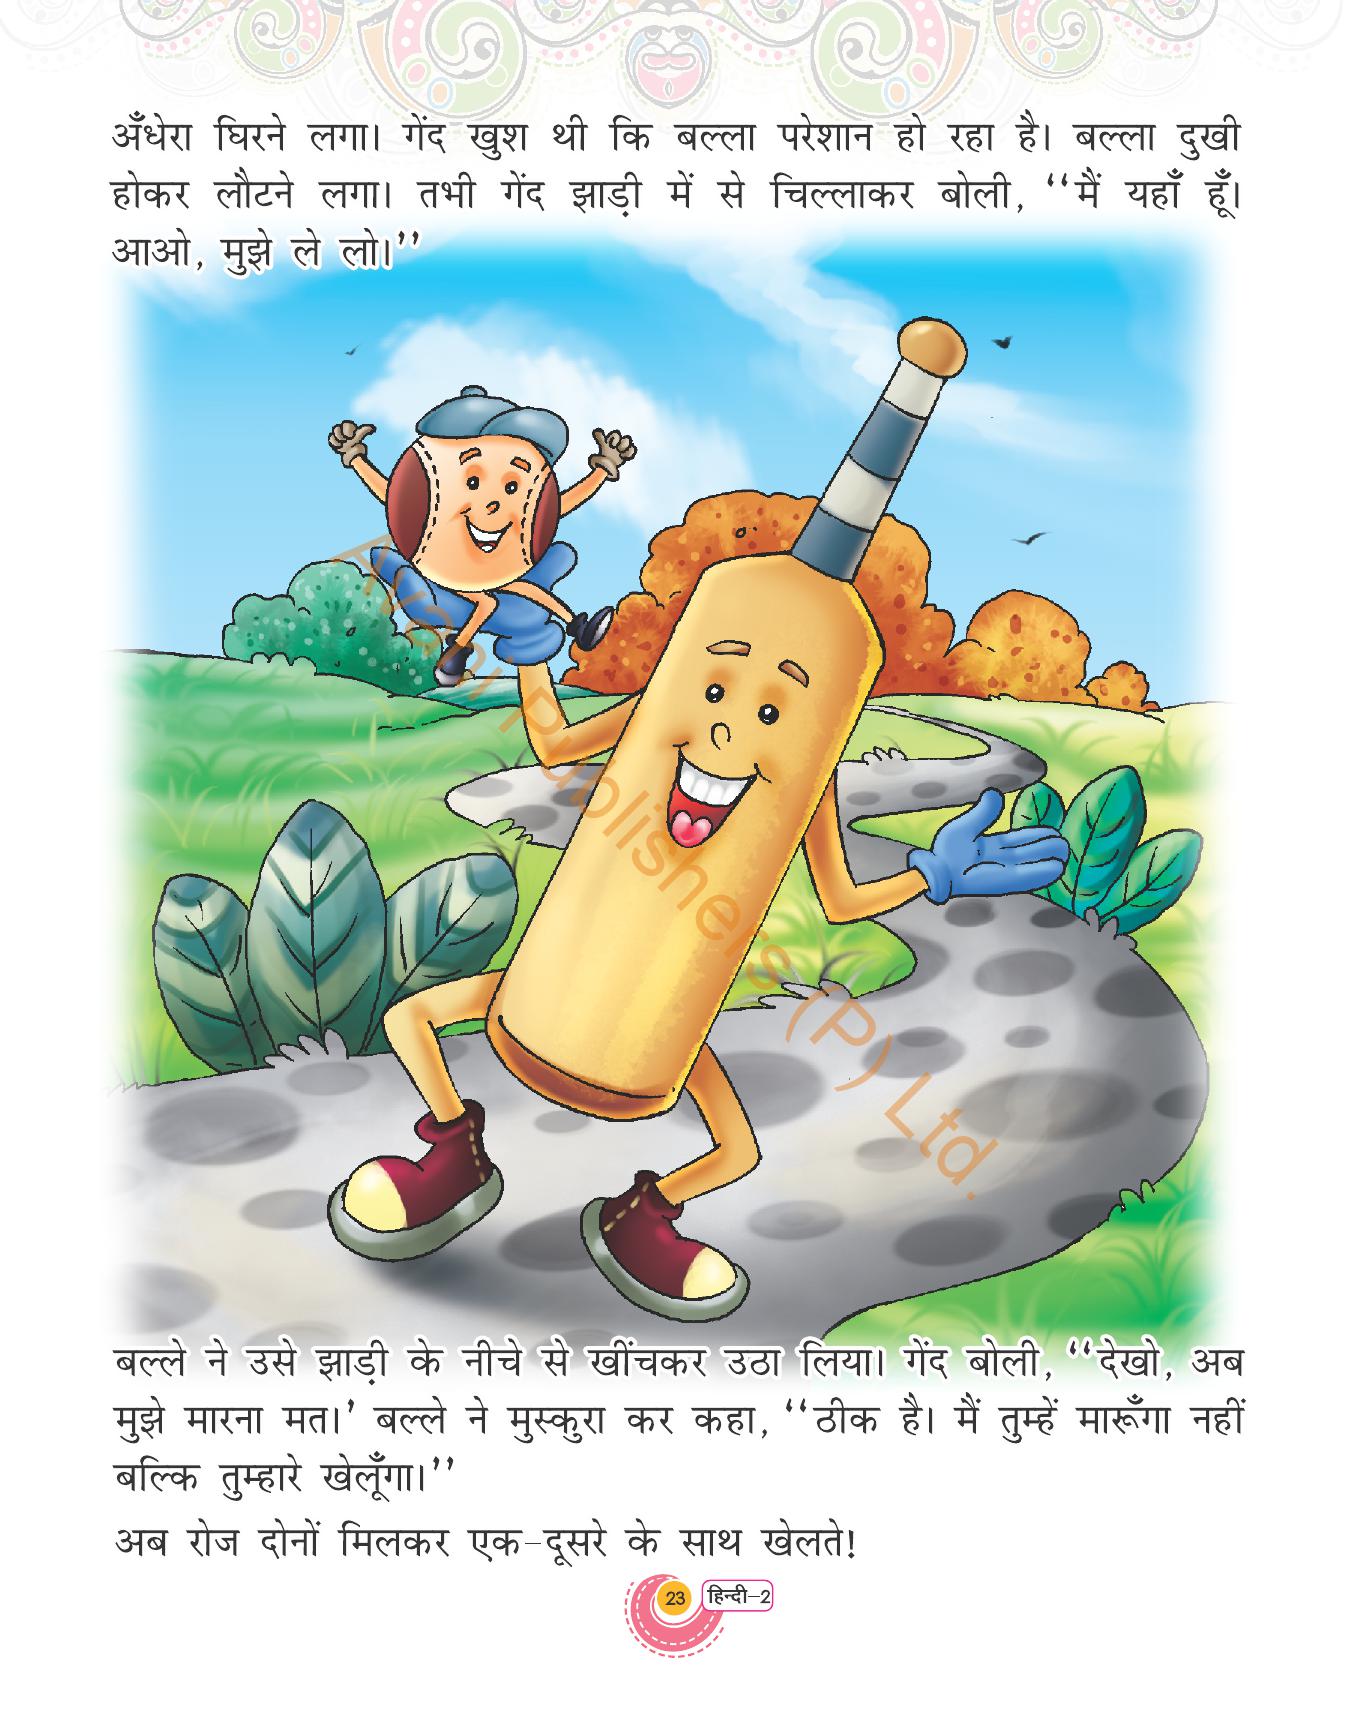 अँधेरा घिरने लगा। गेंद खुश थी कि बल्ला परेशान हो रहा है। बल्ला दुखी
होकर लौटने लगा। तभी गेंद झाड़ी में से चिल्लाकर बोली, ‘‘मैं यहाँ हूँ।
आओ, मुझे ले लो।’’
Tushi Publishers (P) Ltd.
बल्ले ने उसे झाड़ी के नीचे से खींचकर उठा लिया। गेंद बोली, ‘‘देखो, अब
मुझे मारना मत।’ बल्ले ने मुस्कुरा कर कहा, ‘‘ठीक है। मैं तुम्हें मारूँगा नहीं
बल्कि तुम्हारे खेलूँगा।’’
अब रोज दोनों मिलकर एक-दूसरे के साथ खेलते!
23 हिन्दी-2